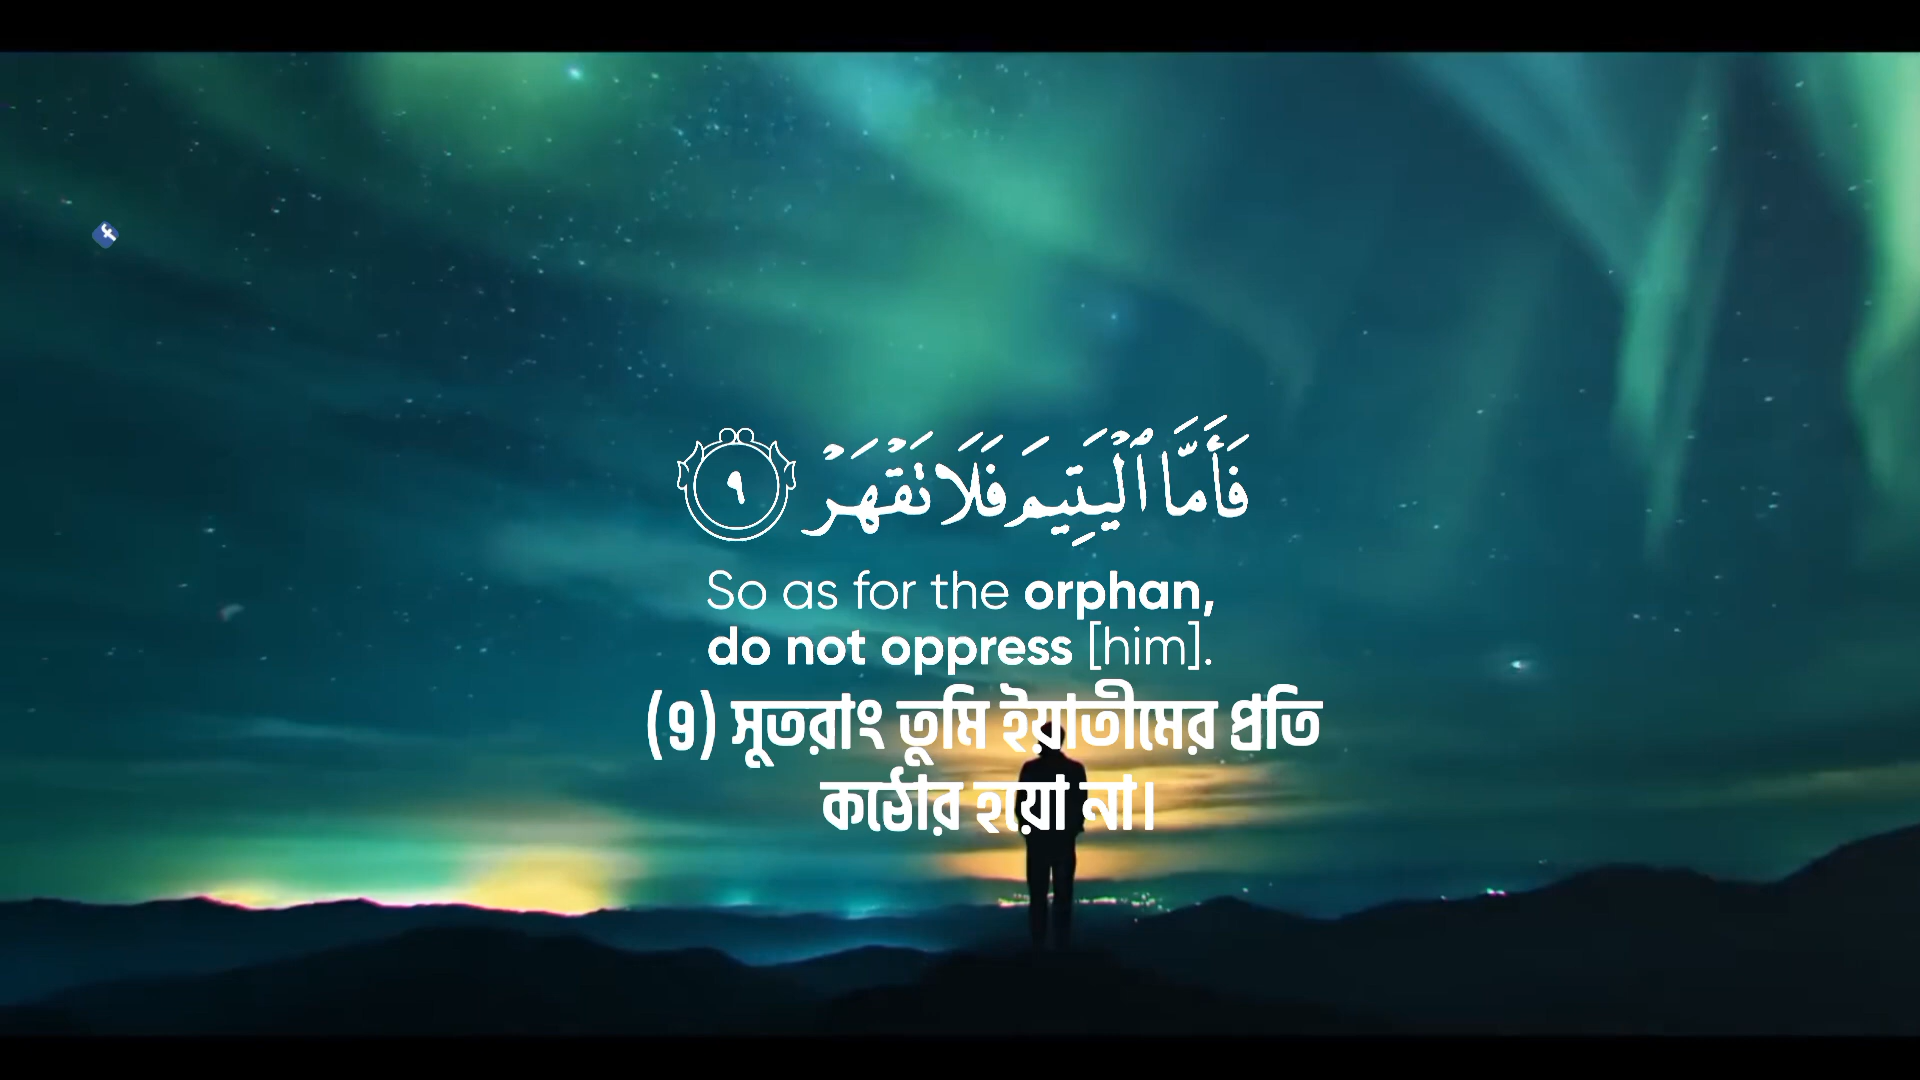 فَأَمَّا ٱلْيَتِيمَ فَلَا تَقْهَرْ ٩
So as for the orphan,
do not oppress [him].
(9) সুতরাং তুমি ইয়াতীমের প্রতি
কঠোর হয়ো না।